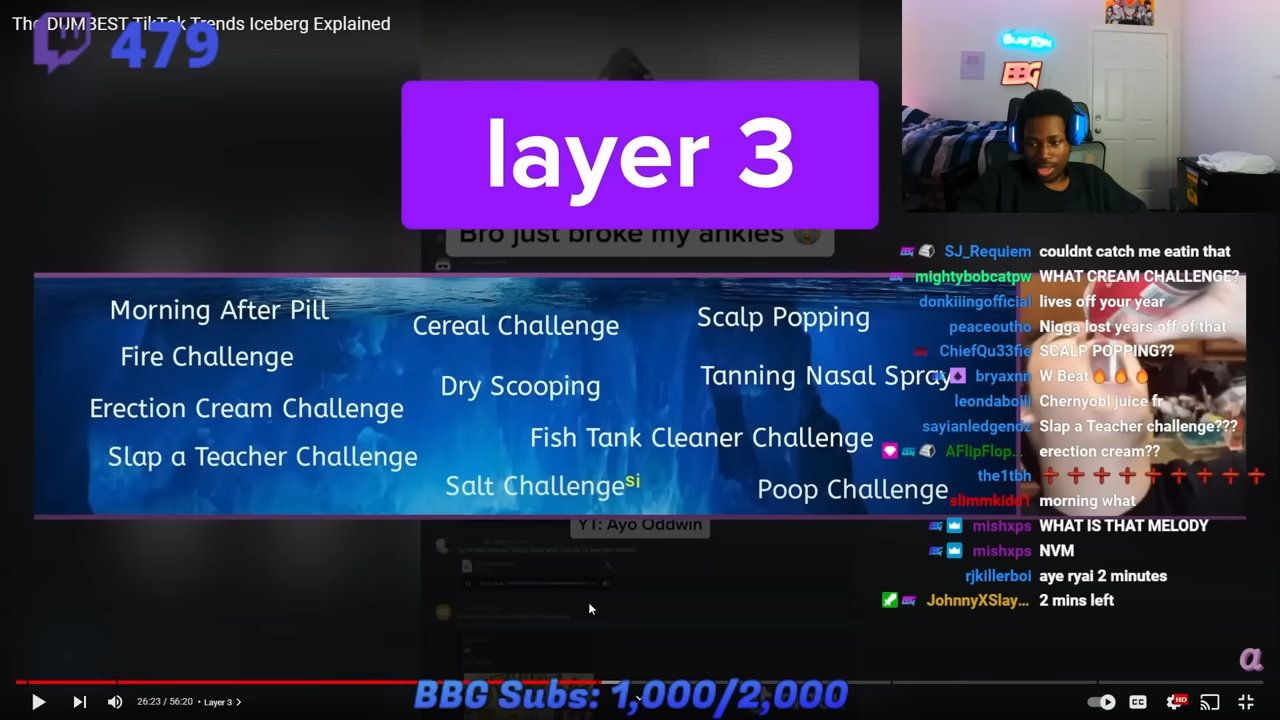 The DUMBEST TikTok Trends Iceberg Explained
479
layer 3
Bro just broke my ankles
Morning After Pill
Cereal Challenge
Scalp Popping
Fire Challenge
Dry Scooping
Tanning Nasal Spray
Erection Cream Challenge
Fish Tank Cleaner Challenge
Slap a Teacher Challenge
Salt Challenge si
Poop Challenge
YT: Ayo Oddwin
SJ_Requiem couldnt catch me eatin that
mightybobcatpw WHAT CREAM CHALLENGE?
donkiiingofficial lives off your year
peaceoutho Nigga lost years off of that
ChiefQu33fie SCALP POPPING??
bryaxnn W Beat🔥🔥🔥
leondaboiii Chernyobl juice fr
sayianledgendz Slap a Teacher challenge???
AFlipFlop... erection cream??
the1tbh
slimmkidd1 morning what
mishxps WHAT IS THAT MELODY
mishxps NVM
rjkillerboi aye ryai 2 minutes
JohnnyXSlay... 2 mins left
a
BBG Subs: 1,000/2,000
26:23 / 56:20 • Layer 3
CC
HD